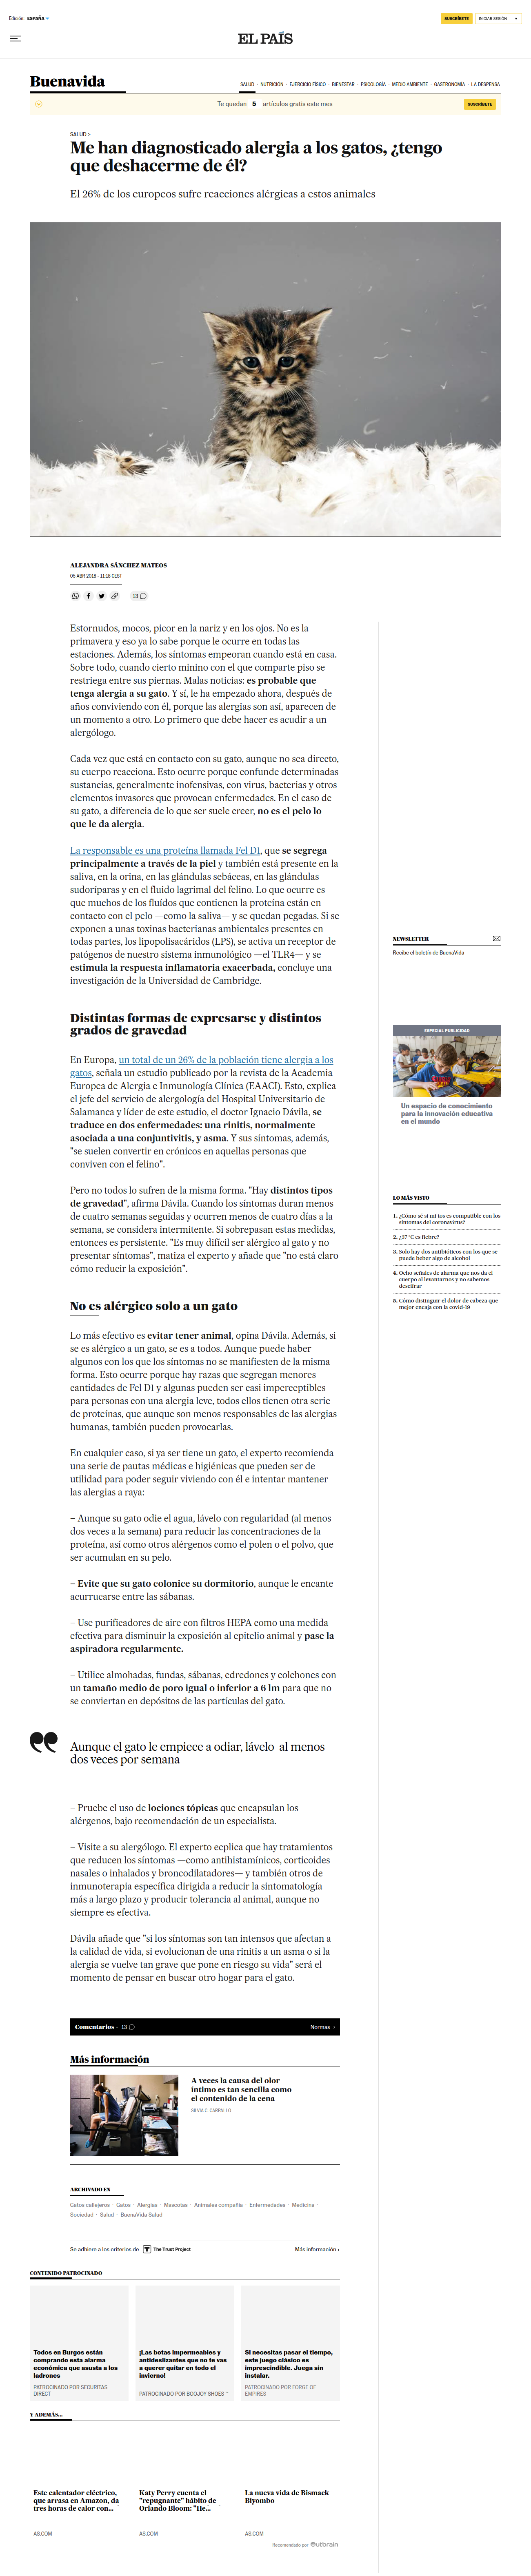 Edición: ESPAÑA
SUSCRÍBETE
INICIAR SESIÓN
EL PAÍS
Buenavida
SALUD · NUTRICIÓN · EJERCICIO FÍSICO · BIENESTAR · PSICOLOGÍA · MEDIO AMBIENTE · GASTRONOMÍA · LA DESPENSA
Te quedan 5 artículos gratis este mes
SUSCRÍBETE
SALUD >
Me han diagnosticado alergia a los gatos, ¿tengo
que deshacerme de él?
El 26% de los europeos sufre reacciones alérgicas a estos animales
ALEJANDRA SÁNCHEZ MATEOS
05 ABR 2018 - 11:18 CEST
13
Estornudos, mocos, picor en la nariz y en los ojos. No es la
primavera y eso ya lo sabe porque le ocurre en todas las
estaciones. Además, los síntomas empeoran cuando está en casa.
Sobre todo, cuando cierto minino con el que comparte piso se
restriega entre sus piernas. Malas noticias: es probable que
tenga alergia a su gato. Y sí, le ha empezado ahora, después de
años conviviendo con él, porque las alergias son así, aparecen de
un momento a otro. Lo primero que debe hacer es acudir a un
alergólogo.
Cada vez que está en contacto con su gato, aunque no sea directo,
su cuerpo reacciona. Esto ocurre porque confunde determinadas
sustancias, generalmente inofensivas, con virus, bacterias y otros
elementos invasores que provocan enfermedades. En el caso de
su gato, a diferencia de lo que ser suele creer, no es el pelo lo
que le da alergia.
La responsable es una proteína llamada Fel D1, que se segrega
principalmente a través de la piel y también está presente en la
saliva, en la orina, en las glándulas sebáceas, en las glándulas
sudoríparas y en el fluido lagrimal del felino. Lo que ocurre es
que muchos de los fluidos que contienen la proteína están en
contacto con el pelo —como la saliva— y se quedan pegadas. Si se
exponen a unas toxinas bacterianas ambientales presentes en
todas partes, los lipopolisacáridos (LPS), se activa un receptor de
patógenos de nuestro sistema inmunológico —el TLR4— y se
estimula la respuesta inflamatoria exacerbada, concluye una
investigación de la Universidad de Cambridge.
Distintas formas de expresarse y distintos
grados de gravedad
En Europa, un total de un 26% de la población tiene alergia a los
gatos, señala un estudio publicado por la revista de la Academia
Europea de Alergia e Inmunología Clínica (EAACI). Esto, explica
el jefe del servicio de alergología del Hospital Universitario de
Salamanca y líder de este estudio, el doctor Ignacio Dávila, se
traduce en dos enfermedades: una rinitis, normalmente
asociada a una conjuntivitis, y asma. Y sus síntomas, además,
"se suelen convertir en crónicos en aquellas personas que
conviven con el felino".
Pero no todos lo sufren de la misma forma. "Hay distintos tipos
de gravedad", afirma Dávila. Cuando los síntomas duran menos
de cuatro semanas seguidas y ocurren menos de cuatro días a la
semana, se considera intermitente. Si sobrepasan estas medidas,
entonces es persistente. "Es muy difícil ser alérgico al gato y no
presentar síntomas", matiza el experto y añade que "no está claro
cómo reducir la exposición".
No es alérgico solo a un gato
Lo más efectivo es evitar tener animal, opina Dávila. Además, si
se es alérgico a un gato, se es a todos. Aunque puede haber
algunos con los que los síntomas no se manifiesten de la misma
forma. Esto ocurre porque hay razas que segregan menores
cantidades de Fel D1 y algunas pueden ser casi imperceptibles
para personas con una alergia leve, todos ellos tienen otra serie
de proteínas, que aunque son menos responsables de las alergias
humanas, también pueden provocarlas.
En cualquier caso, si ya ser tiene un gato, el experto recomienda
una serie de pautas médicas e higiénicas que pueden ser de
utilidad para poder seguir viviendo con él e intentar mantener
las alergias a raya:
– Aunque su gato odie el agua, lávelo con regularidad (al menos
dos veces a la semana) para reducir las concentraciones de la
proteína, así como otros alérgenos como el polen o el polvo, que
ser acumulan en su pelo.
– Evite que su gato colonice su dormitorio, aunque le encante
acurrucarse entre las sábanas.
– Use purificadores de aire con filtros HEPA como una medida
efectiva para disminuir la exposición al epitelio animal y pase la
aspiradora regularmente.
– Utilice almohadas, fundas, sábanas, edredones y colchones con
un tamaño medio de poro igual o inferior a 6 lm para que no
se conviertan en depósitos de las partículas del gato.
Aunque el gato le empiece a odiar, lávelo al menos
dos veces por semana
– Pruebe el uso de lociones tópicas que encapsulan los
alérgenos, bajo recomendación de un especialista.
– Visite a su alergólogo. El experto ecplica que hay tratamientos
que reducen los síntomas —como antihistamínicos, corticoides
nasales o inhalados y broncodilatadores— y también otros de
inmunoterapia específica dirigida a reducir la sintomatología
más a largo plazo y producir tolerancia al animal, aunque no
siempre es efectiva.
Dávila añade que "si los síntomas son tan intensos que afectan a
la calidad de vida, si evolucionan de una rinitis a un asma o si la
alergia se vuelve tan grave que pone en riesgo su vida" será el
momento de pensar en buscar otro hogar para el gato.
Comentarios - 13
Normas ›
Más información
A veces la causa del olor
íntimo es tan sencilla como
el contenido de la cena
SILVIA C. CARPALLO
ARCHIVADO EN
Gatos callejeros · Gatos · Alergias · Mascotas · Animales compañía · Enfermedades · Medicina ·
Sociedad · Salud · BuenaVida Salud
Se adhiere a los criterios de The Trust Project
Más información ›
CONTENIDO PATROCINADO
Todos en Burgos están
comprando esta alarma
económica que asusta a los
ladrones
PATROCINADO POR SECURITAS
DIRECT
¡Las botas impermeables y
antideslizantes que no te vas
a querer quitar en todo el
invierno!
PATROCINADO POR BOOJOY SHOES ™
Si necesitas pasar el tiempo,
este juego clásico es
imprescindible. Juega sin
instalar.
PATROCINADO POR FORGE OF
EMPIRES
Y ADEMÁS...
Este calentador eléctrico,
que arrasa en Amazon, da
tres horas de calor con...
AS.COM
Katy Perry cuenta el
"repugnante" hábito de
Orlando Bloom: "He...
AS.COM
La nueva vida de Bismack
Biyombo
AS.COM
Recomendado por Outbrain
NEWSLETTER
Recibe el boletín de BuenaVida
ESPECIAL PUBLICIDAD
Un espacio de conocimiento
para la innovación educativa
en el mundo
LO MÁS VISTO
1. ¿Cómo sé si mi tos es compatible con los
síntomas del coronavirus?
2. ¿37 ºC es fiebre?
3. Solo hay dos antibióticos con los que se
puede beber algo de alcohol
4. Ocho señales de alarma que nos da el
cuerpo al levantarnos y no sabemos
descifrar
5. Cómo distinguir el dolor de cabeza que
mejor encaja con la covid-19